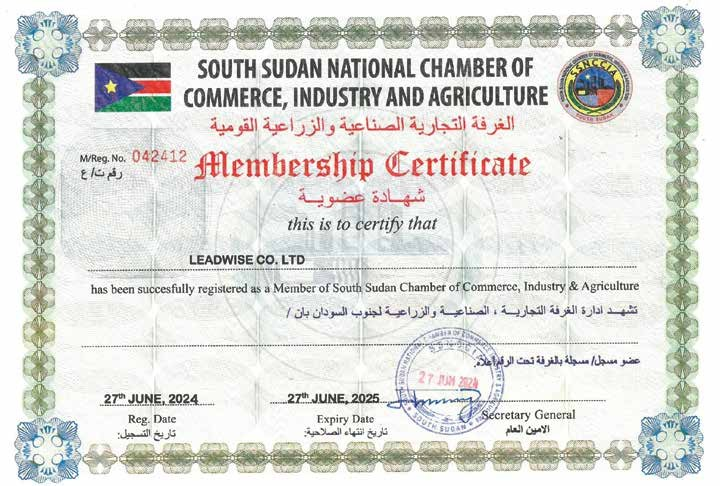 SOUTH SUDAN NATIONAL CHAMBER OF
COMMERCE, INDUSTRY AND AGRICULTURE
SSNCCIA
SOUTH SUDAN
الغرفة التجارية الصناعية والزراعية القومية
M/Reg. No. 042412
رقم ت/ ع
Membership Certificate
شهادة عضوية
this is to certify that
LEADWISE CO. LTD
has been succesfully registered as a Member of South Sudan Chamber of Commerce, Industry & Agriculture
تشهد ادارة الغرفة التجارية ، الصناعية والزراعية لجنوب السودان بان /
عضو مسجل/ مسجلة بالغرفة تحت الرقم اعلاه
27 JUN 2024
SOUTH SUDAN
27th JUNE, 2024
27th JUNE, 2025
Reg. Date
Expiry Date
Secretary General
تاريخ التسجيل:
تاريخ انتهاء الصلاحية:
الامين العام